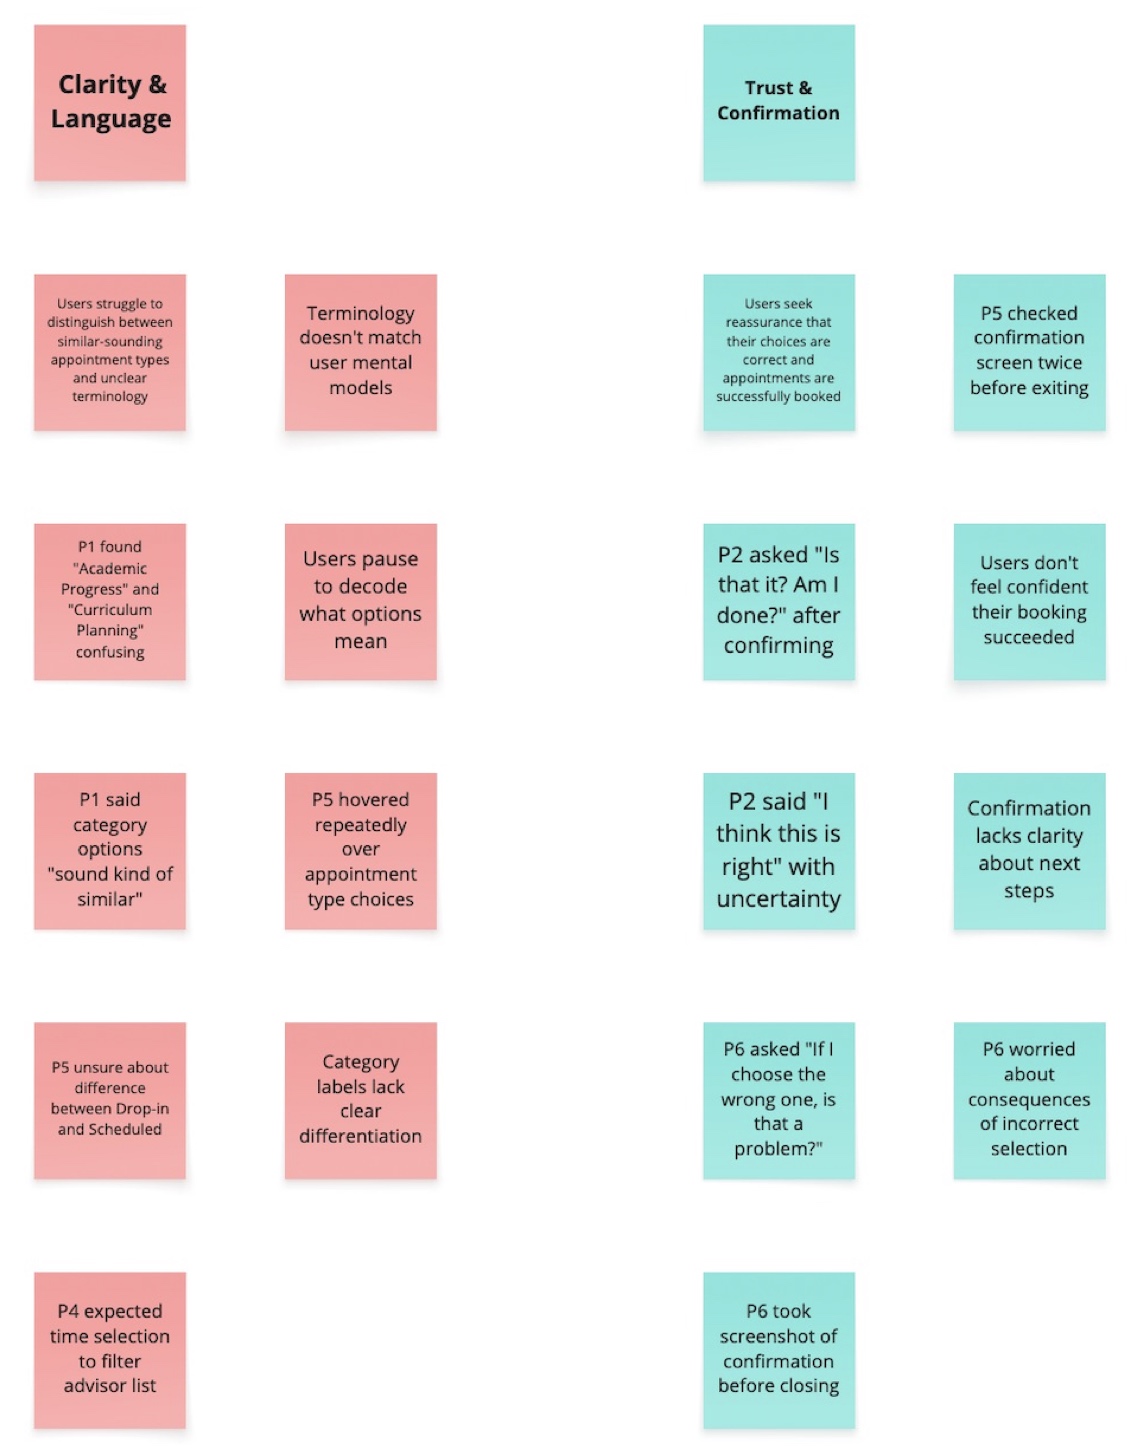 Clarity &
Language
Trust &
Confirmation
Users struggle to
distinguish between
similar-sounding
appointment types
and unclear
terminology
Terminology
doesn't match
user mental
models
Users seek
reassurance that
their choices are
correct and
appointments are
successfully booked
P5 checked
confirmation
screen twice
before exiting
P1 found
"Academic
Progress" and
"Curriculum
Planning"
confusing
Users pause
to decode
what options
mean
P2 asked "Is
that it? Am I
done?" after
confirming
Users don't
feel confident
their booking
succeeded
P1 said
category
options
"sound kind of
similar"
P5 hovered
repeatedly
over
appointment
type choices
P2 said "I
think this is
right" with
uncertainty
Confirmation
lacks clarity
about next
steps
P5 unsure about
difference
between Drop-in
and Scheduled
Category
labels lack
clear
differentiation
P6 asked "If I
choose the
wrong one, is
that a
problem?"
P6 worried
about
consequences
of incorrect
selection
P4 expected
time selection
to filter
advisor list
P6 took
screenshot of
confirmation
before closing